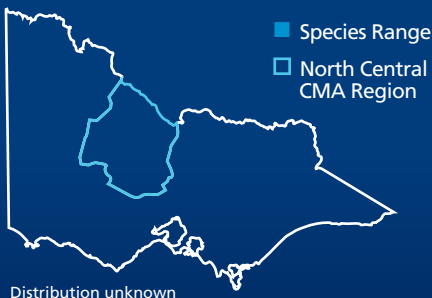 Species Range
North Central
CMA Region
Distribution unknown